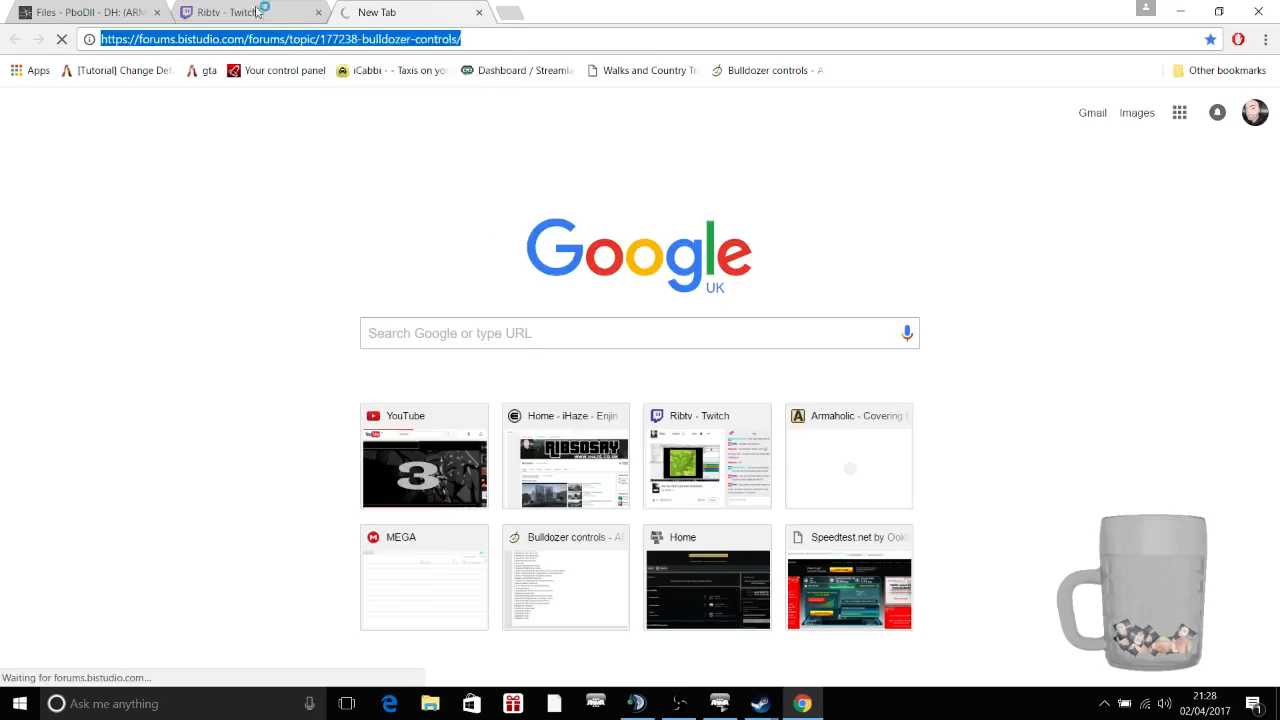 Files - PboDll - DH: (ARM
Ribtv - Twitch
New Tab
https://forums.bistudio.com/forums/topic/177238-bulldozer-controls/
Apps
[Tutorial] Change Def
gta
Your control panel
iCabbi - - Taxis on you
Dashboard / Streamla
Walks and Country Tr
Bulldozer controls - A
Other bookmarks
Gmail
Images
Google
UK
Search Google or type URL
YouTube
Home - iHaze - Enjin
Ribtv - Twitch
Armaholic - Covering t
3
RIBSOSAY
MEGA
Bulldozer controls - A
Home
Speedtest.net by Ook
Waiting for forums.bistudio.com...
Ask me anything
21:28
02/04/2017